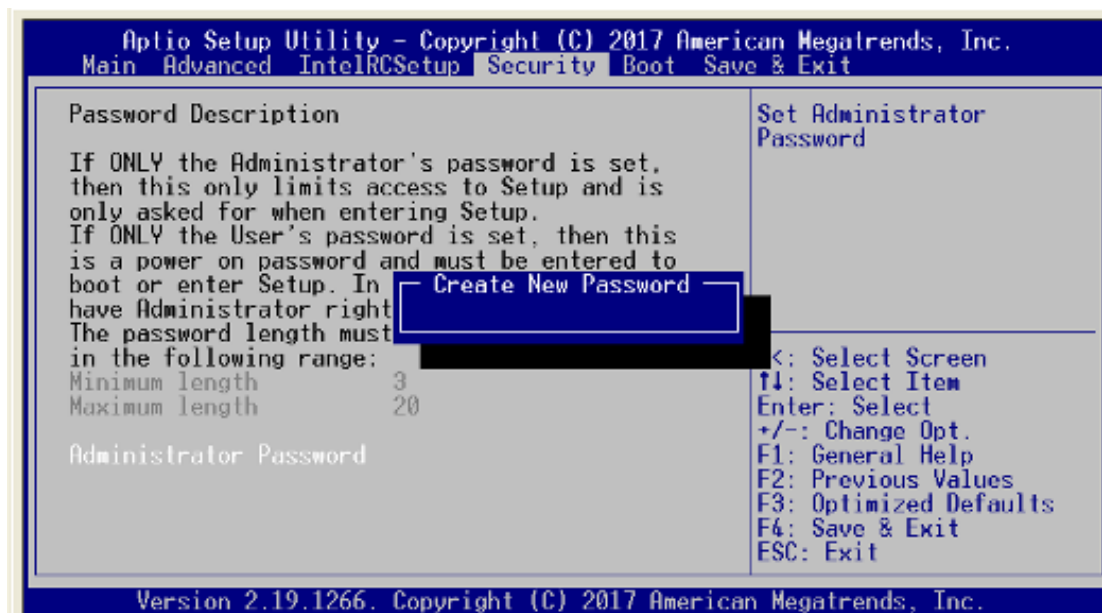 Aptio Setup Utility – Copyright (C) 2017 American Megatrends, Inc.
Main Advanced IntelRCSetup Security Boot Save & Exit
Password Description
If ONLY the Administrator's password is set,
then this only limits access to Setup and is
only asked for when entering Setup.
If ONLY the User's password is set, then this
is a power on password and must be entered to
boot or enter Setup. In
have Administrator right
The password length must
in the following range:
Minimum length 3
Maximum length 20
Administrator Password
Create New Password
Set Administrator
Password
<: Select Screen
↑↓: Select Item
Enter: Select
+/-: Change Opt.
F1: General Help
F2: Previous Values
F3: Optimized Defaults
F4: Save & Exit
ESC: Exit
Version 2.19.1266. Copyright (C) 2017 American Megatrends, Inc.